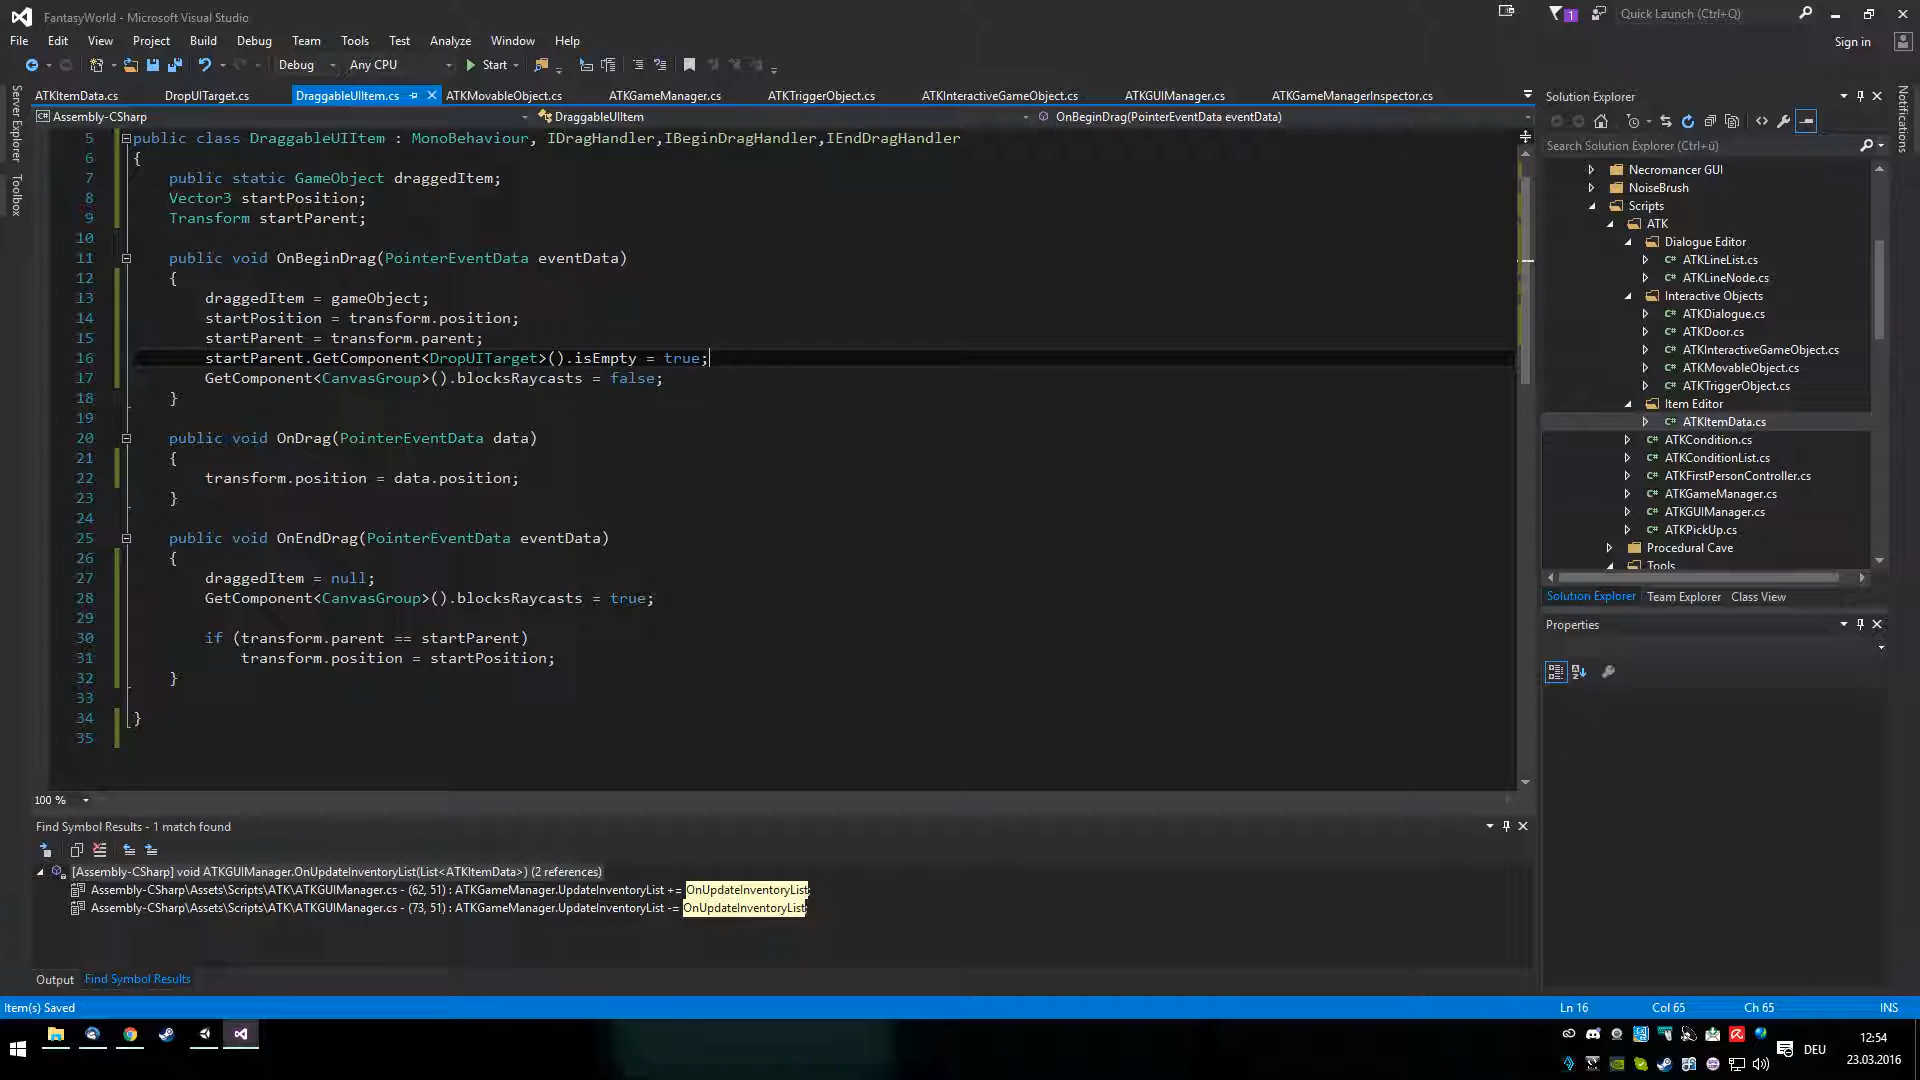 FantasyWorld - Microsoft Visual Studio
1
Quick Launch (Ctrl+Q)
File Edit View Project Build Debug Team Tools Test Analyze Window Help
Sign in
Debug Any CPU Start
Server Explorer
Toolbox
Notifications
ATKItemData.cs DropUITarget.cs DraggableUIItem.cs ATKMovableObject.cs ATKGameManager.cs ATKTriggerObject.cs ATKInteractiveGameObject.cs ATKGUIManager.cs ATKGameManagerInspector.cs
Assembly-CSharp DraggableUIItem OnBeginDrag(PointerEventData eventData)
5 public class DraggableUIItem : MonoBehaviour, IDragHandler,IBeginDragHandler,IEndDragHandler
6 {
7 public static GameObject draggedItem;
8 Vector3 startPosition;
9 Transform startParent;
10
11 public void OnBeginDrag(PointerEventData eventData)
12 {
13 draggedItem = gameObject;
14 startPosition = transform.position;
15 startParent = transform.parent;
16 startParent.GetComponent<DropUITarget>().isEmpty = true;
17 GetComponent<CanvasGroup>().blocksRaycasts = false;
18 }
19
20 public void OnDrag(PointerEventData data)
21 {
22 transform.position = data.position;
23 }
24
25 public void OnEndDrag(PointerEventData eventData)
26 {
27 draggedItem = null;
28 GetComponent<CanvasGroup>().blocksRaycasts = true;
29
30 if (transform.parent == startParent)
31 transform.position = startPosition;
32 }
33
34 }
35
100 %
Solution Explorer
Search Solution Explorer (Ctrl+ü)
Necromancer GUI
NoiseBrush
Scripts
ATK
Dialogue Editor
C# ATKLineList.cs
C# ATKLineNode.cs
Interactive Objects
C# ATKDialogue.cs
C# ATKDoor.cs
C# ATKInteractiveGameObject.cs
C# ATKMovableObject.cs
C# ATKTriggerObject.cs
Item Editor
C# ATKItemData.cs
C# ATKCondition.cs
C# ATKConditionList.cs
C# ATKFirstPersonController.cs
C# ATKGameManager.cs
C# ATKGUIManager.cs
C# ATKPickUp.cs
Procedural Cave
Tools
Solution Explorer Team Explorer Class View
Properties
Find Symbol Results - 1 match found
[Assembly-CSharp] void ATKGUIManager.OnUpdateInventoryList(List<ATKItemData>) (2 references)
Assembly-CSharp\Assets\Scripts\ATK\ATKGUIManager.cs - (62, 51) : ATKGameManager.UpdateInventoryList += OnUpdateInventoryList;
Assembly-CSharp\Assets\Scripts\ATK\ATKGUIManager.cs - (73, 51) : ATKGameManager.UpdateInventoryList -= OnUpdateInventoryList;
Output Find Symbol Results
Item(s) Saved
Ln 16 Col 65 Ch 65 INS
DEU
12:54
23.03.2016